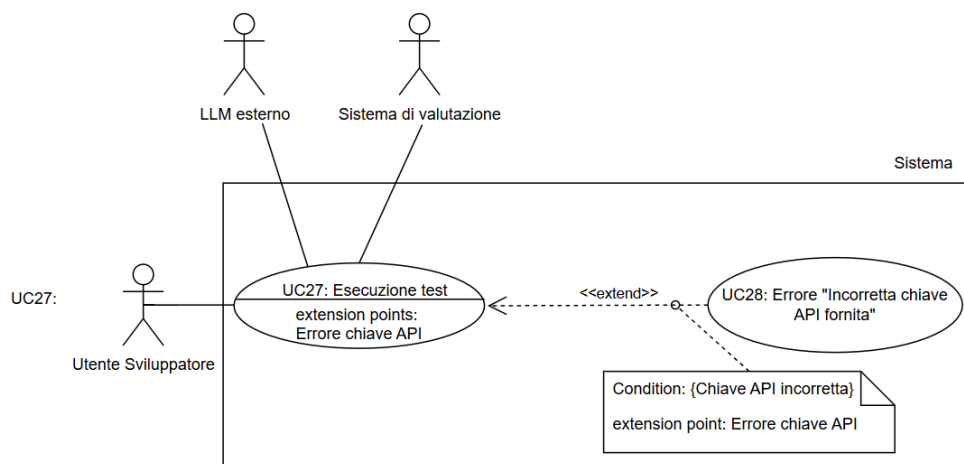 LLM esterno
Sistema di valutazione
Sistema
UC27:
Utente Sviluppatore
UC27: Esecuzione test
extension points:
Errore chiave API
<<extend>>
UC28: Errore "Incorretta chiave
API fornita"
Condition: {Chiave API incorretta}
extension point: Errore chiave API